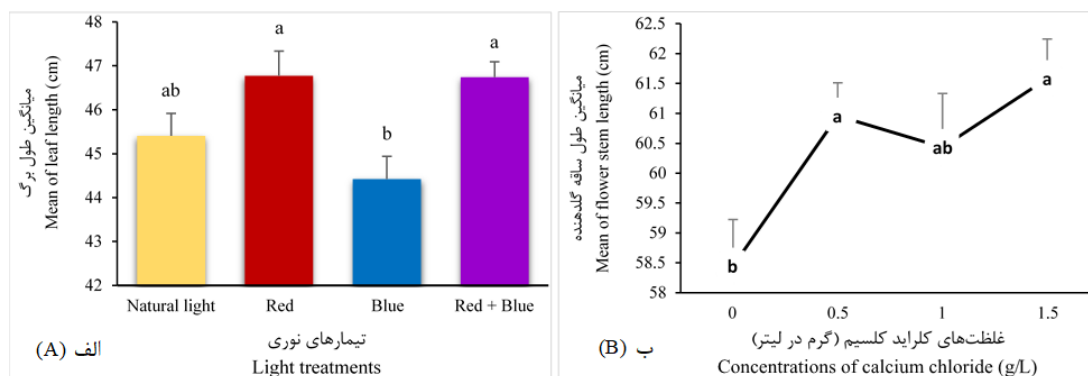 میانگین طول برگ
Mean of leaf length (cm)
48
47
46
45
44
43
42
ab
a
b
a
Natural light Red Blue Red + Blue
تیمارهای نوری
Light treatments
الف (A)
میانگین طول ساقه گلدهنده
Mean of flower stem length (cm)
62.5
62
61.5
61
60.5
60
59.5
59
58.5
58
b
a
ab
a
0 0.5 1 1.5
غلظت‌های کلراید کلسیم (گرم در لیتر)
Concentrations of calcium chloride (g/L)
ب (B)